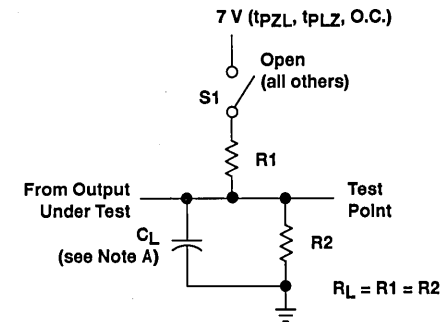 7 V (tPZL, tPLZ, O.C.)
Open
(all others)
S1
R1
From Output
Under Test
Test
Point
CL
(see Note A)
R2
RL = R1 = R2